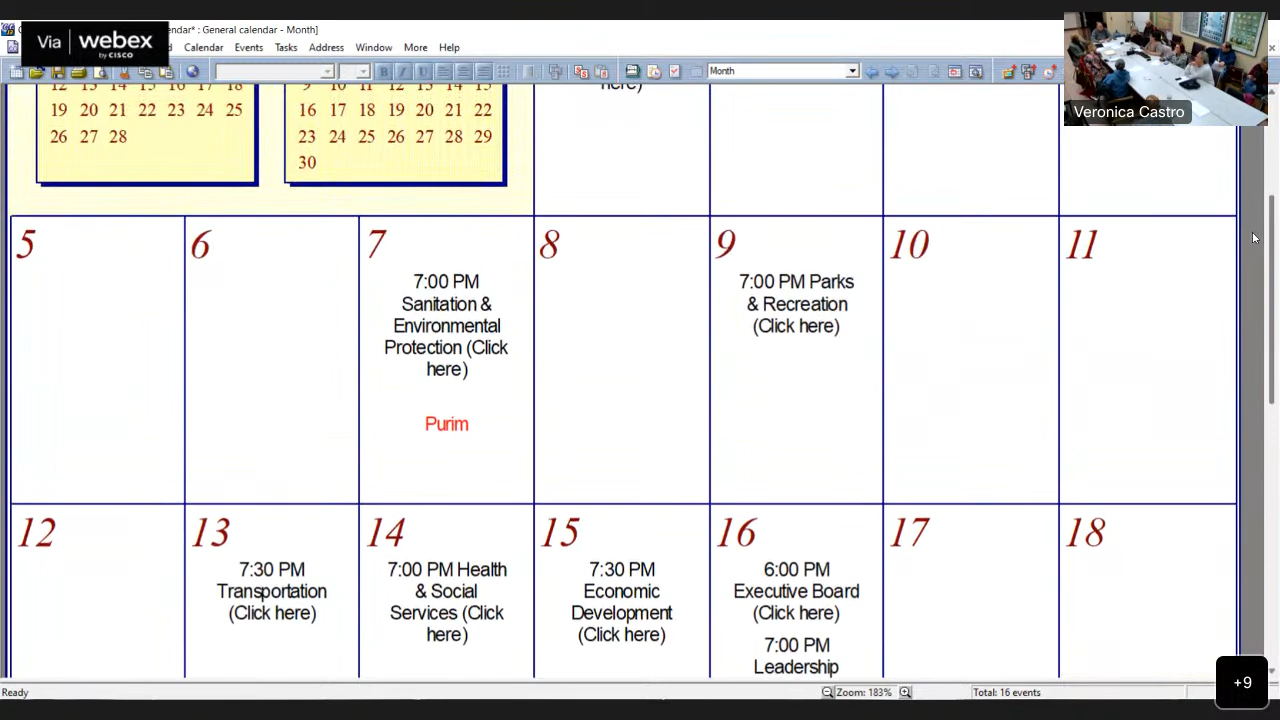 Via webex
by CISCO
endar* : General calendar - Month]
d Calendar Events Tasks Address Window More Help
B I U
Month
Veronica Castro
12 13 14 15 16 17 18
19 20 21 22 23 24 25
26 27 28
9 10 11 12 13 14 15
16 17 18 19 20 21 22
23 24 25 26 27 28 29
30
here)
5 6 7 8 9 10 11
7:00 PM
Sanitation &
Environmental
Protection (Click
here)
Purim
7:00 PM Parks
& Recreation
(Click here)
12 13 14 15 16 17 18
7:30 PM
Transportation
(Click here)
7:00 PM Health
& Social
Services (Click
here)
7:30 PM
Economic
Development
(Click here)
6:00 PM
Executive Board
(Click here)
7:00 PM
Leadership
Ready
Zoom: 183%
Total: 16 events
+9